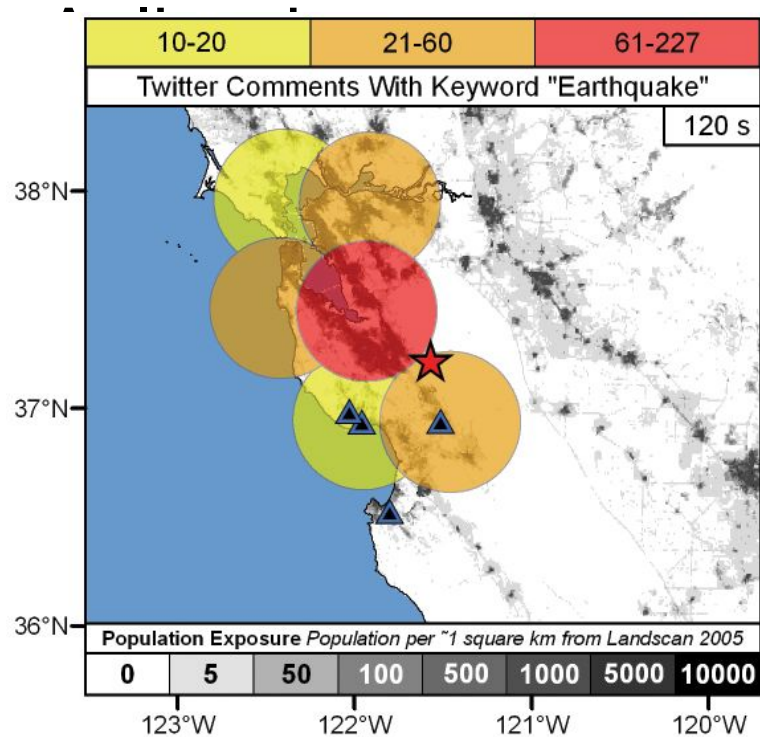 10-20 21-60 61-227
Twitter Comments With Keyword "Earthquake"
120 s
38°N
37°N
36°N
Population Exposure Population per ~1 square km from Landscan 2005
0 5 50 100 500 1000 5000 10000
123°W 122°W 121°W 120°W